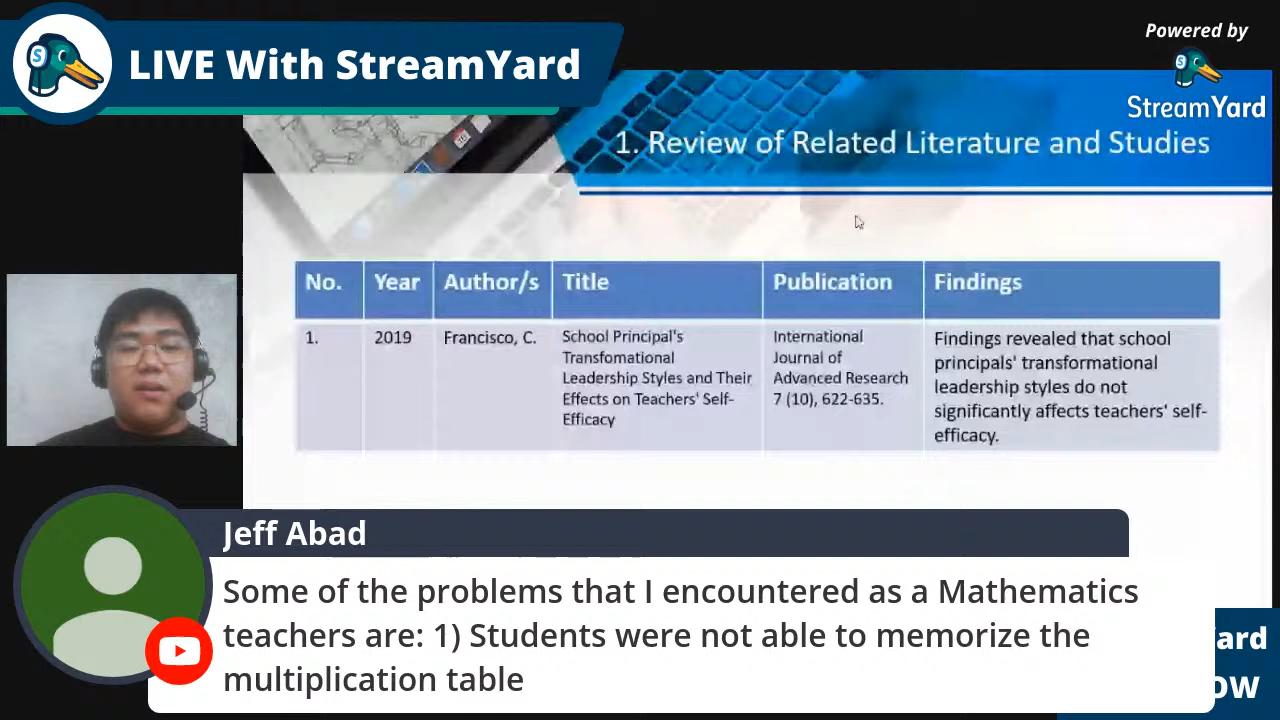 LIVE With StreamYard
Powered by
StreamYard
1. Review of Related Literature and Studies
No. Year Author/s Title Publication Findings
1. 2019 Francisco, C.
School Principal's
Transfomational
Leadership Styles and Their
Effects on Teachers' Self-
Efficacy
International
Journal of
Advanced Research
7 (10), 622-635.
Findings revealed that school
principals' transformational
leadership styles do not
significantly affects teachers' self-
efficacy.
Jeff Abad
Some of the problems that I encountered as a Mathematics
teachers are: 1) Students were not able to memorize the
multiplication table